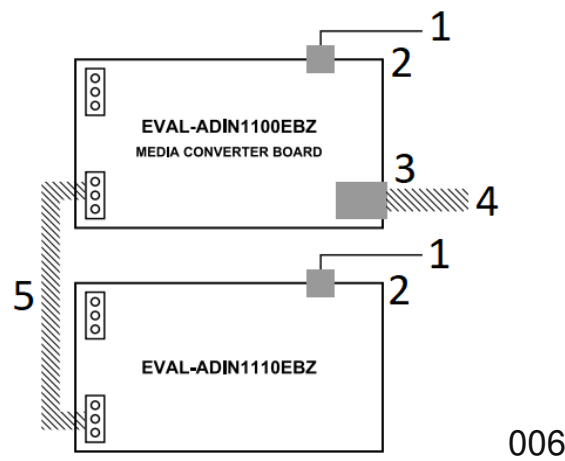 1
2
EVAL-ADIN1100EBZ
MEDIA CONVERTER BOARD
3
4
1
2
5
EVAL-ADIN1110EBZ
006